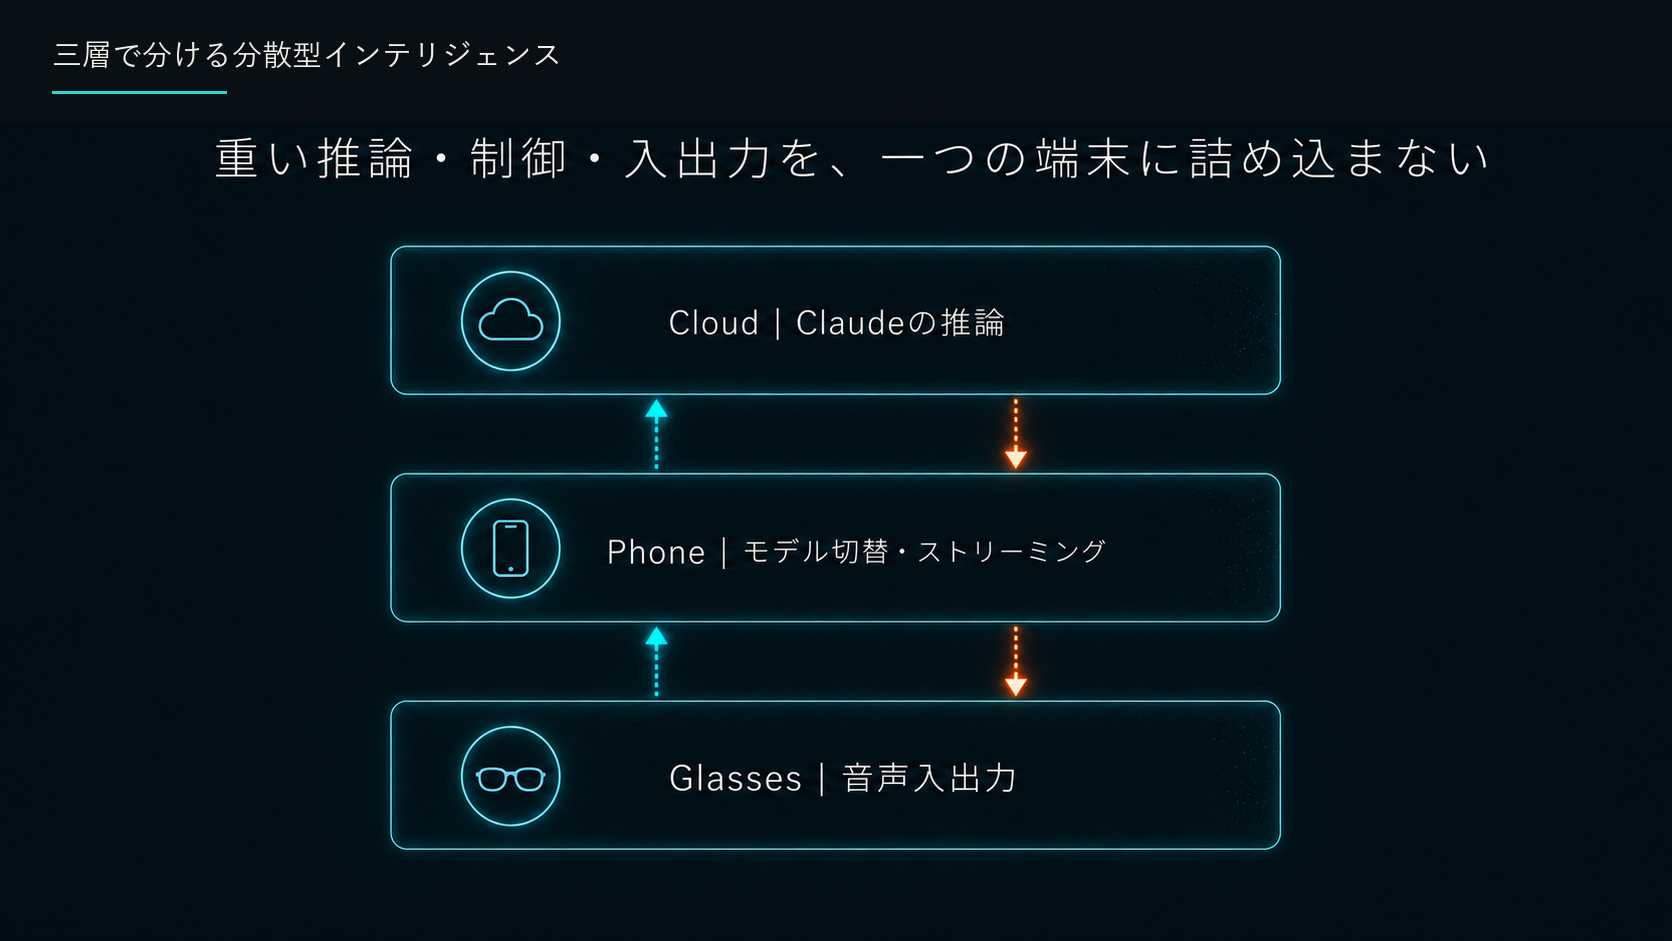 三層で分ける分散型インテリジェンス
重い推論・制御・入出力を、一つの端末に詰め込まない
Cloud | Claudeの推論
Phone | モデル切替・ストリーミング
Glasses | 音声入出力